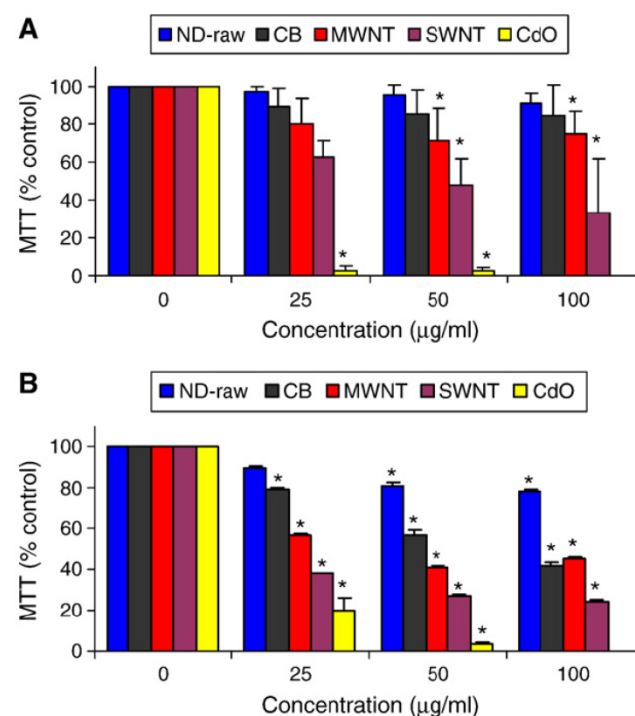 A
ND-raw CB MWNT SWNT CdO
MTT (% control)
100
80
60
40
20
0
* * * * * *
0 25 50 100
Concentration (μg/ml)
B
ND-raw CB MWNT SWNT CdO
MTT (% control)
100
80
60
40
20
0
* * * * * * * * * * * * *
0 25 50 100
Concentration (μg/ml)